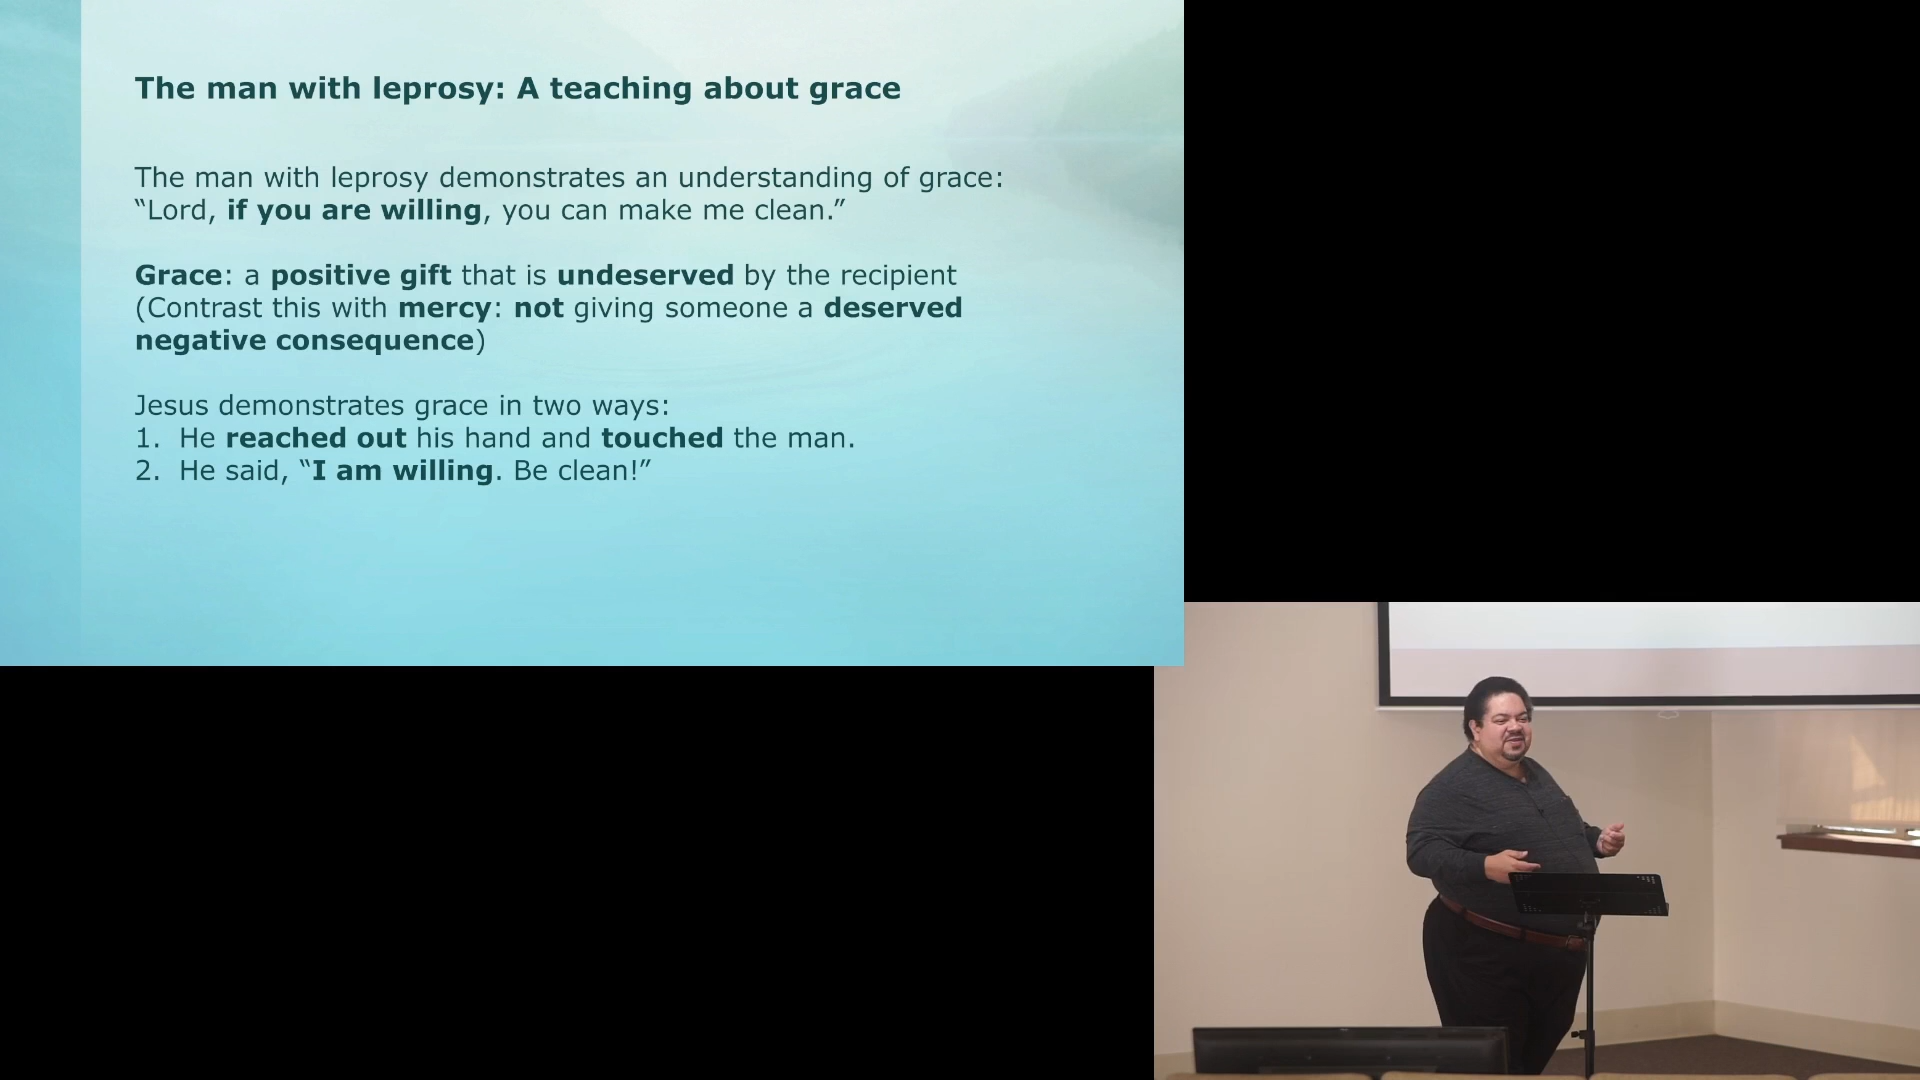 The man with leprosy: A teaching about grace
The man with leprosy demonstrates an understanding of grace:
“Lord, if you are willing, you can make me clean.”
Grace: a positive gift that is undeserved by the recipient
(Contrast this with mercy: not giving someone a deserved
negative consequence)
Jesus demonstrates grace in two ways:
1. He reached out his hand and touched the man.
2. He said, “I am willing. Be clean!”